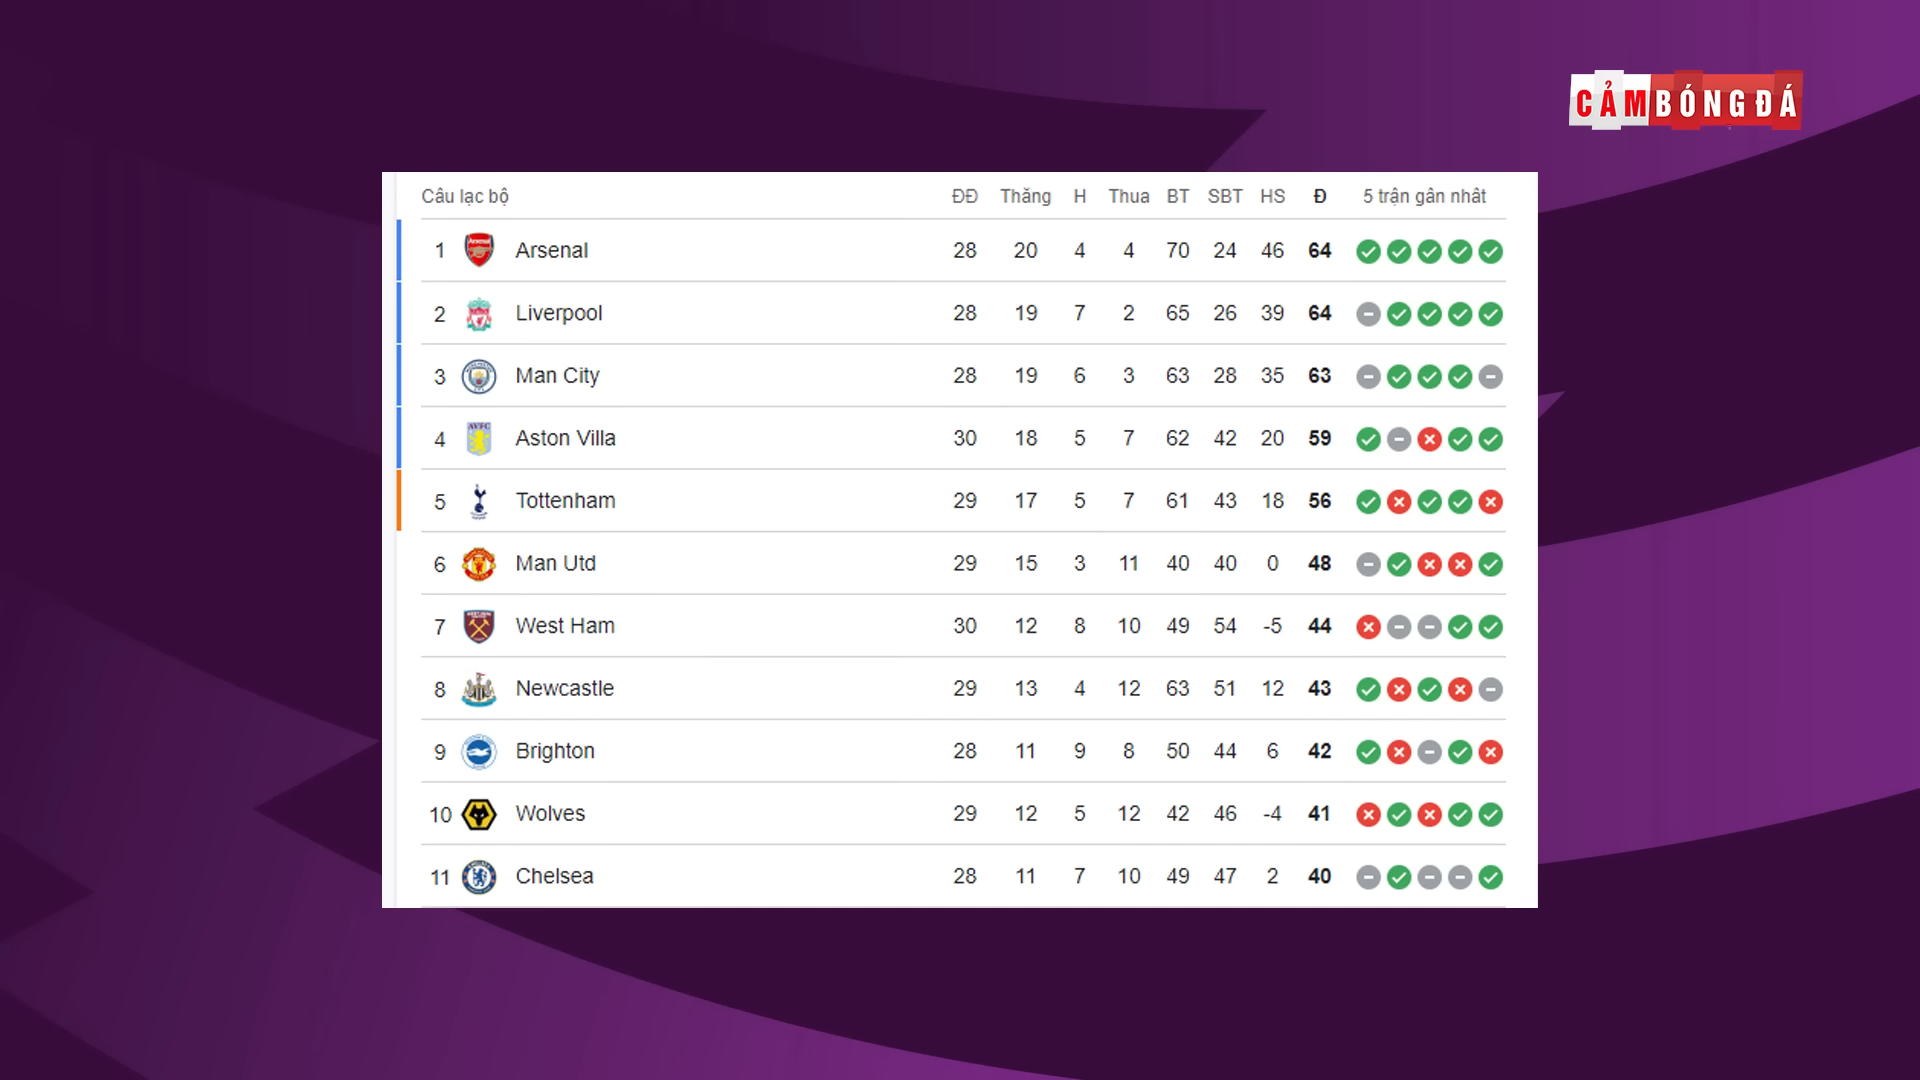 CẢMBÓNGĐÁ
Câu lạc bộ ĐĐ Thắng H Thua BT SBT HS Đ 5 trận gần nhất
1 Arsenal 28 20 4 4 70 24 46 64
2 Liverpool 28 19 7 2 65 26 39 64
3 Man City 28 19 6 3 63 28 35 63
4 Aston Villa 30 18 5 7 62 42 20 59
5 Tottenham 29 17 5 7 61 43 18 56
6 Man Utd 29 15 3 11 40 40 0 48
7 West Ham 30 12 8 10 49 54 -5 44
8 Newcastle 29 13 4 12 63 51 12 43
9 Brighton 28 11 9 8 50 44 6 42
10 Wolves 29 12 5 12 42 46 -4 41
11 Chelsea 28 11 7 10 49 47 2 40